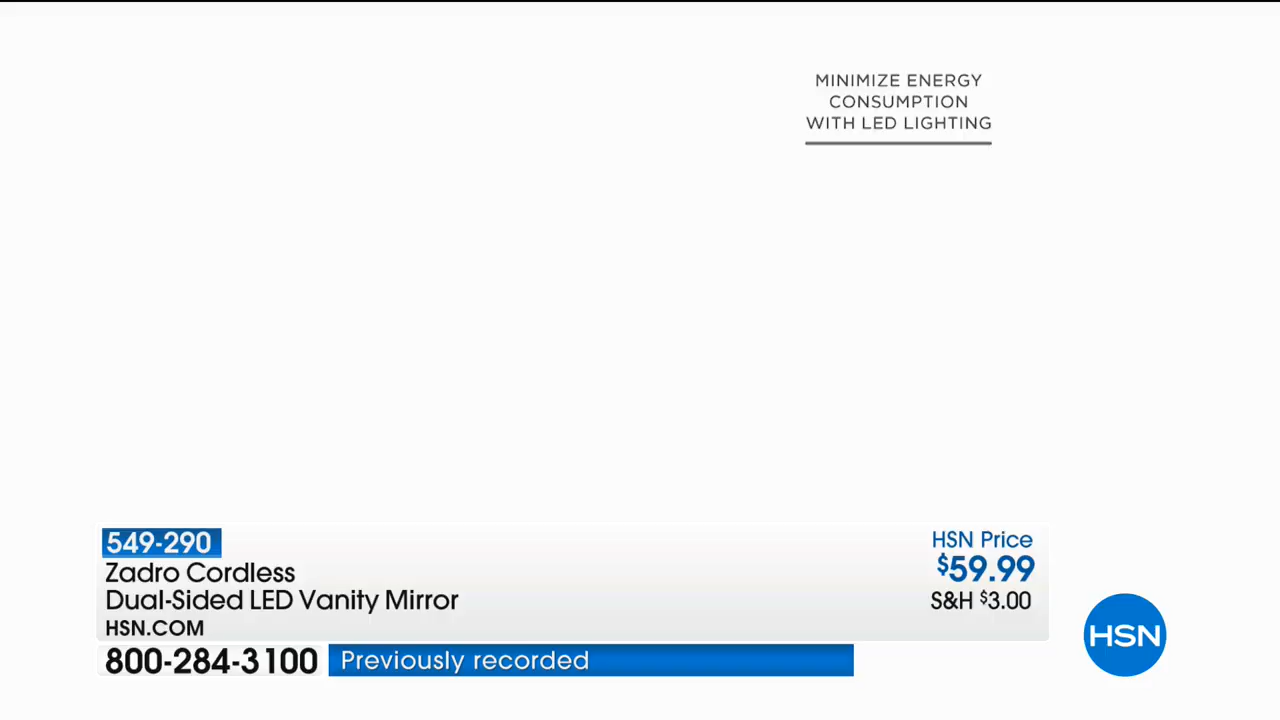 MINIMIZE ENERGY
CONSUMPTION
WITH LED LIGHTING
549-290
Zadro Cordless
Dual-Sided LED Vanity Mirror
HSN.COM
HSN Price
$59.99
S&H $3.00
800-284-3100
Previously recorded
HSN